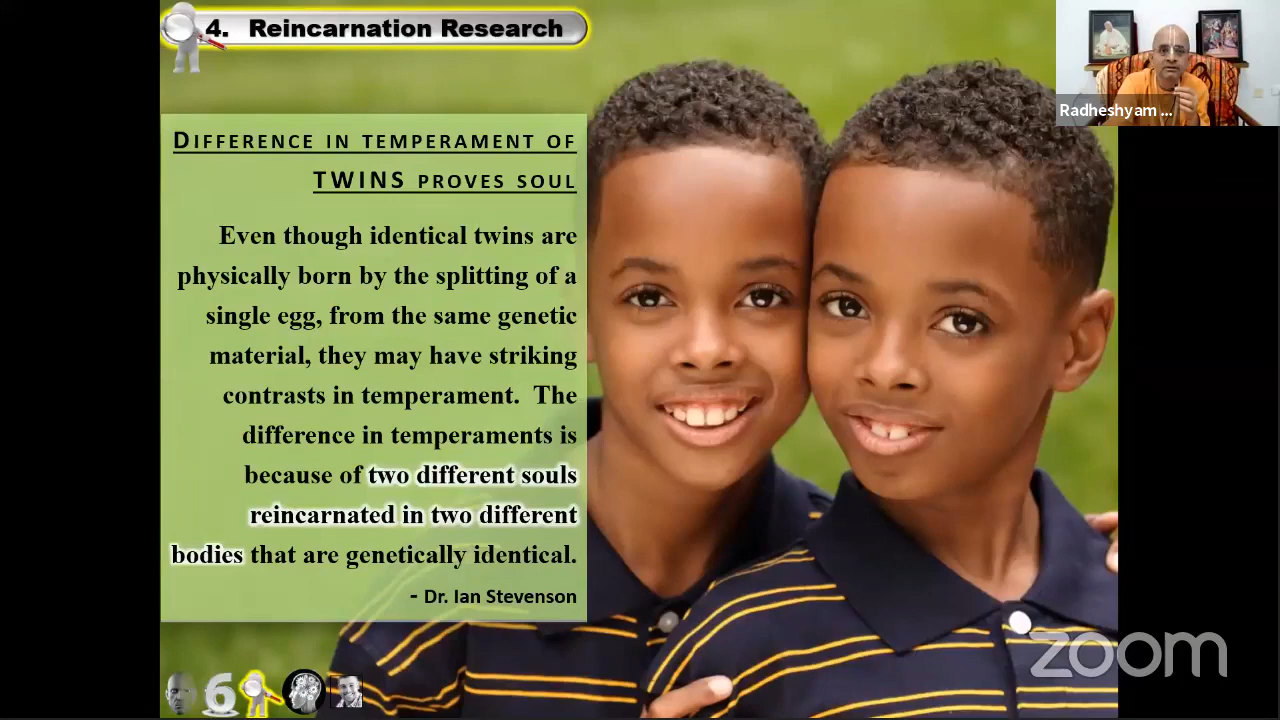 4. Reincarnation Research
Radheshyam ...
DIFFERENCE IN TEMPERAMENT OF
TWINS PROVES SOUL
Even though identical twins are
physically born by the splitting of a
single egg, from the same genetic
material, they may have striking
contrasts in temperament. The
difference in temperaments is
because of two different souls
reincarnated in two different
bodies that are genetically identical.
- Dr. Ian Stevenson
6
zoom